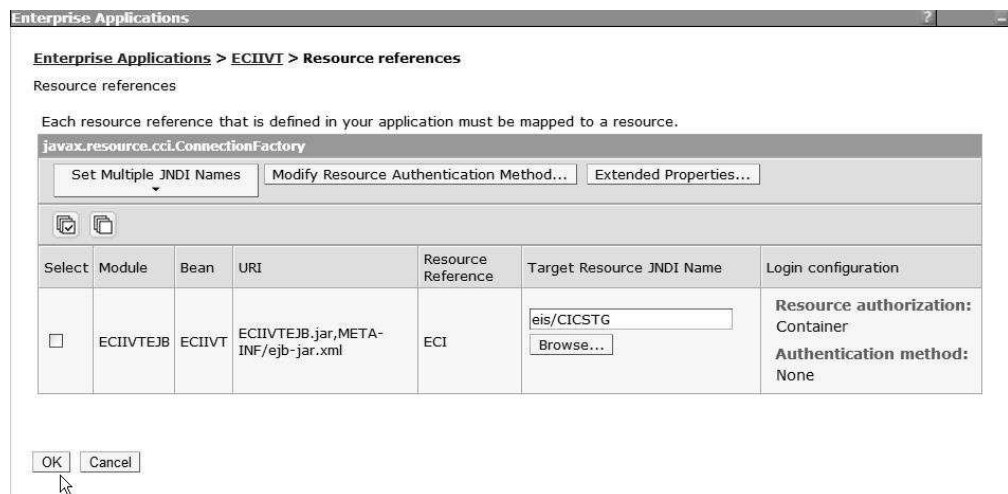 Enterprise Applications ? –
Enterprise Applications > ECIIVT > Resource references
Resource references
Each resource reference that is defined in your application must be mapped to a resource.
javax.resource.cci.ConnectionFactory
Set Multiple JNDI Names Modify Resource Authentication Method... Extended Properties...
Select Module Bean URI Resource Reference Target Resource JNDI Name Login configuration
ECIIVTEJB ECIIVT ECIIVTEJB.jar,META-
INF/ejb-jar.xml ECI eis/CICSTG
Browse... Resource authorization:
Container
Authentication method:
None
OK Cancel